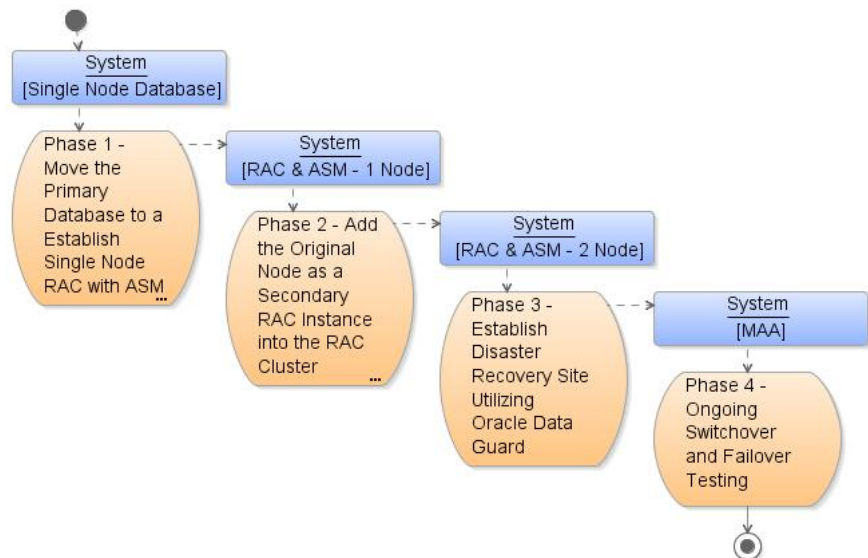 System
[Single Node Database]
Phase 1 -
Move the
Primary
Database to a
Establish
Single Node
RAC with ASM
...
System
[RAC & ASM - 1 Node]
Phase 2 - Add
the Original
Node as a
Secondary
RAC Instance
into the RAC
Cluster
...
System
[RAC & ASM - 2 Node]
Phase 3 -
Establish
Disaster
Recovery Site
Utilizing
Oracle Data
Guard
System
[MAA]
Phase 4 -
Ongoing
Switchover
and Failover
Testing